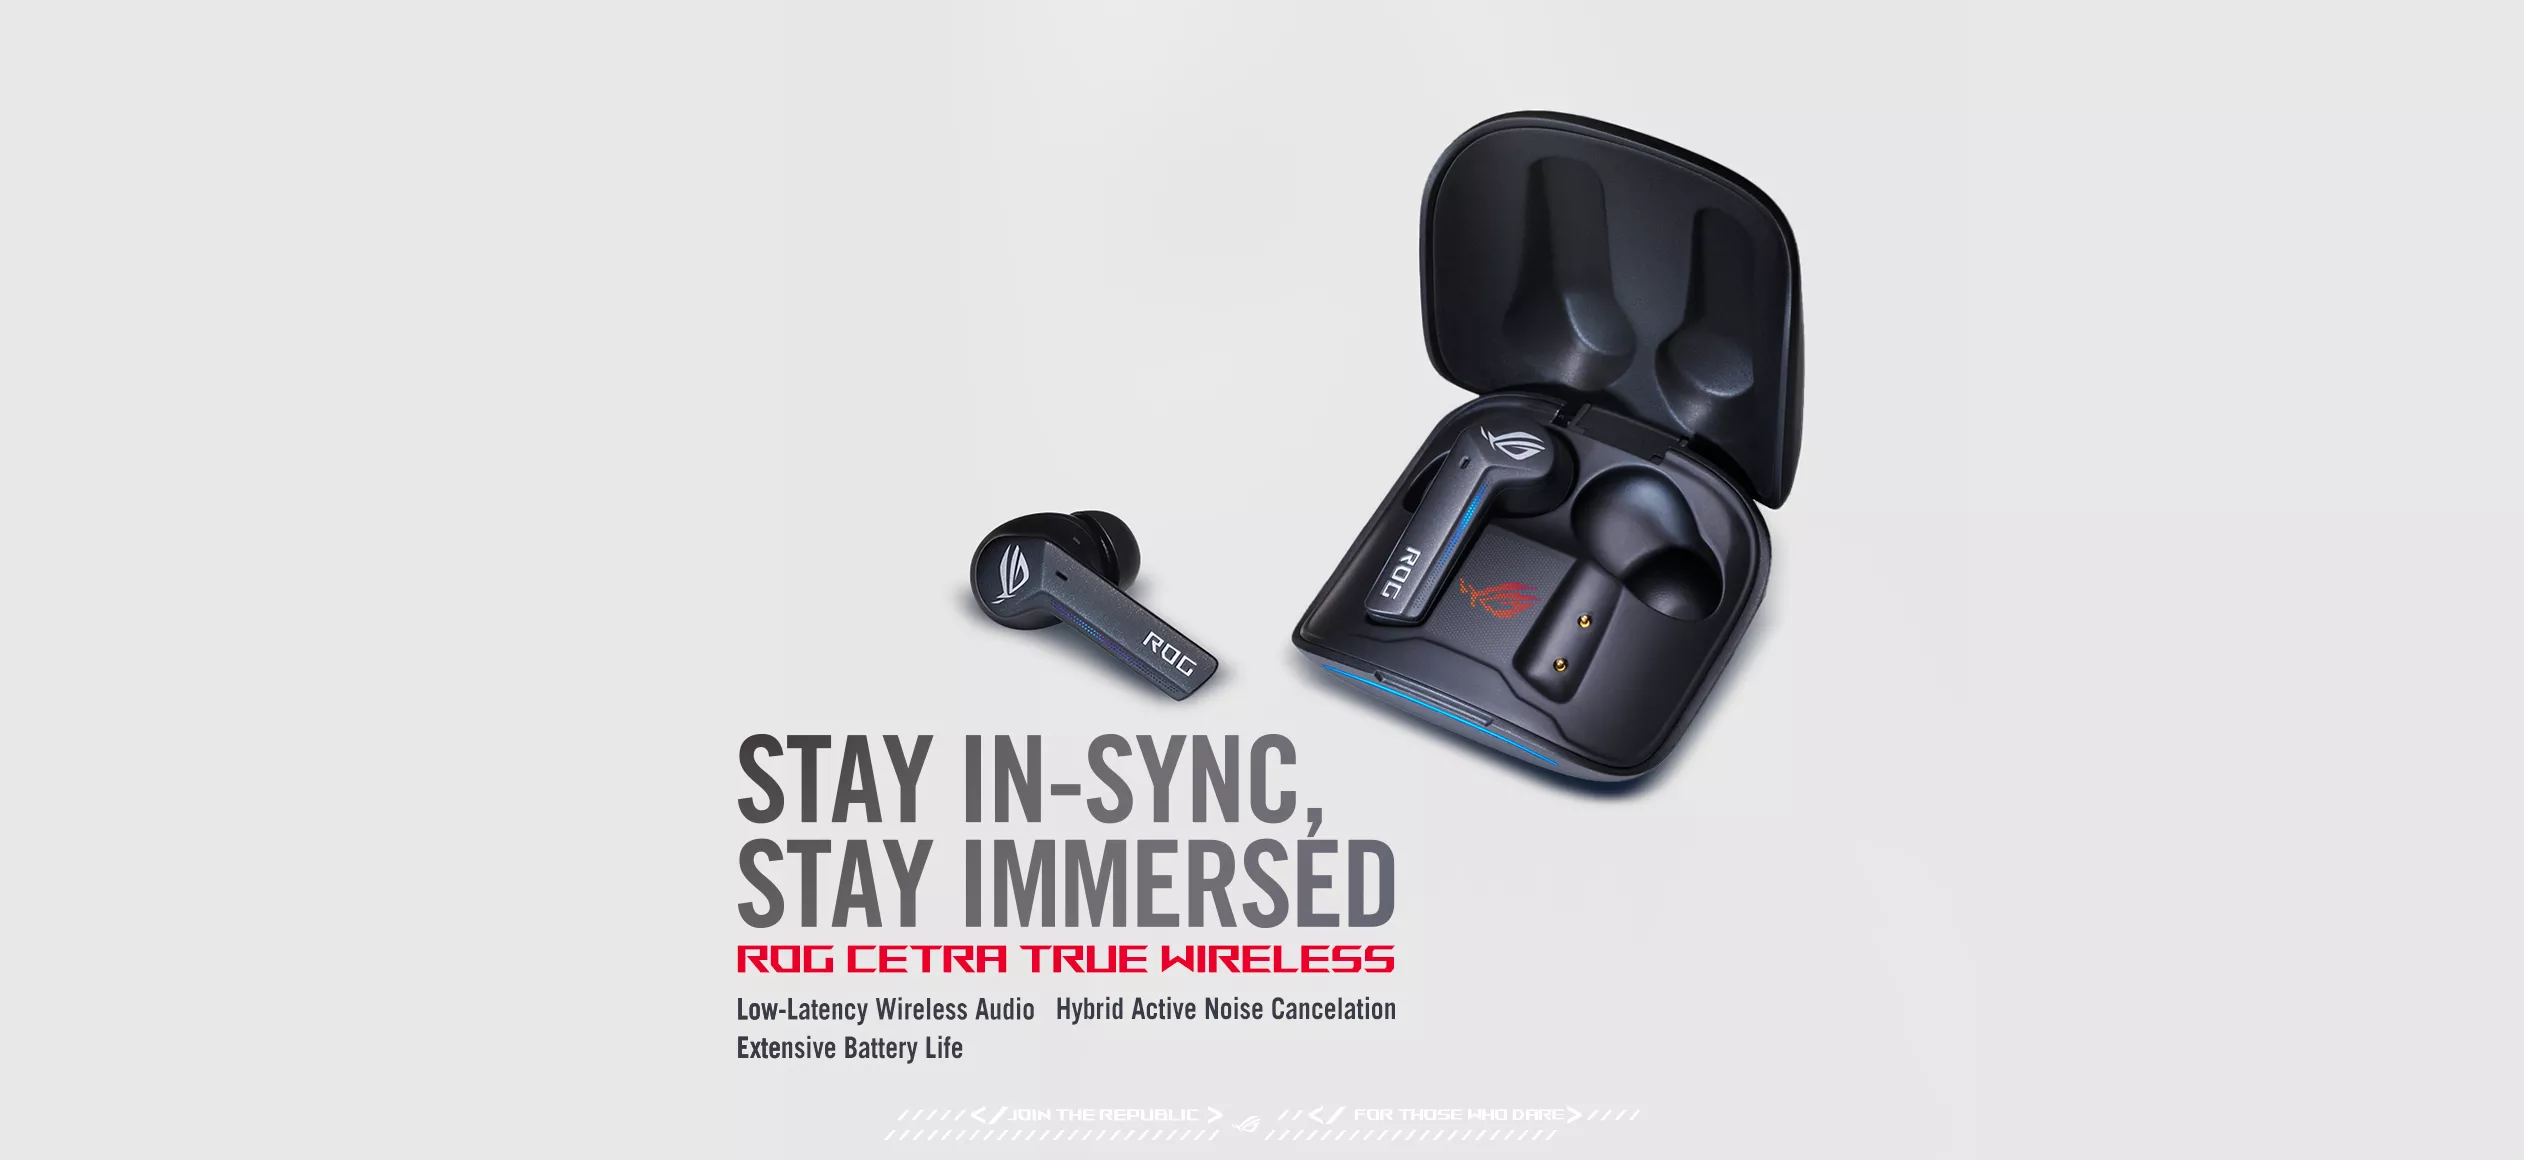 ROG
ROG
STAY IN-SYNC,
STAY IMMERSED
ROG CETRA TRUE WIRELESS
Low-Latency Wireless Audio Hybrid Active Noise Cancelation
Extensive Battery Life
/////</JOIN THE REPUBLIC > //</ FOR THOSE WHO DARE>////